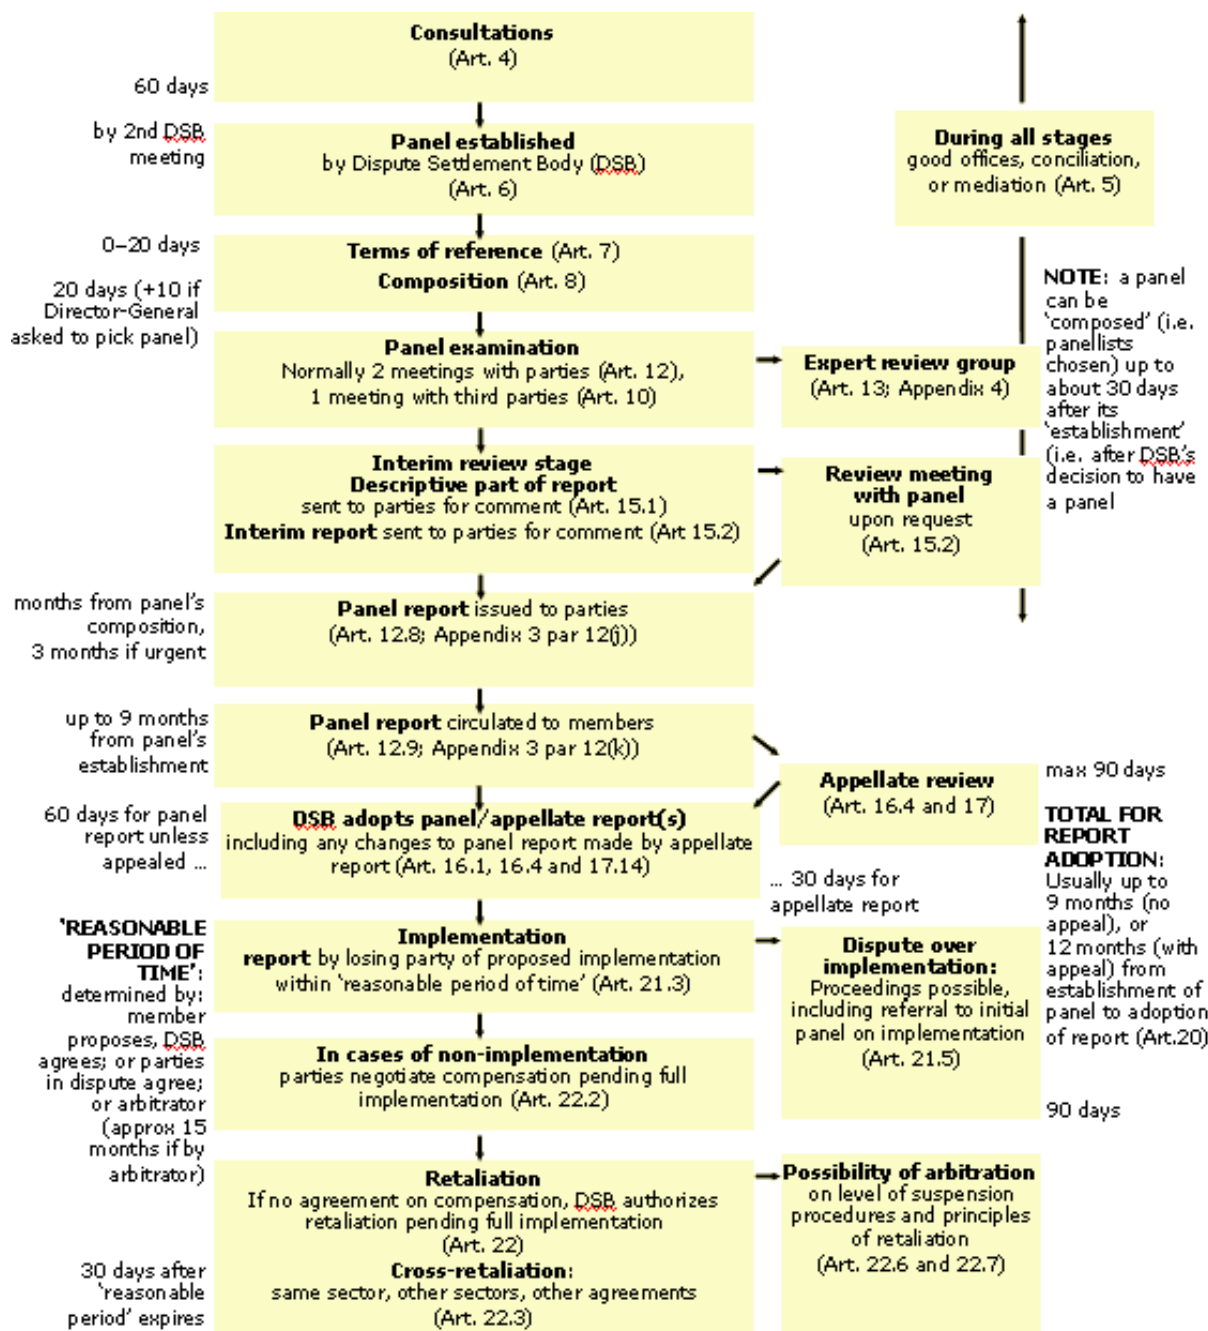 Consultations
(Art. 4)
60 days
by 2nd DSB
meeting
Panel established
by Dispute Settlement Body (DSB)
(Art. 6)
During all stages
good offices, conciliation,
or mediation (Art. 5)
0–20 days
20 days (+10 if
Director-General
asked to pick panel)
Terms of reference (Art. 7)
Composition (Art. 8)
NOTE: a panel
can be
‘composed’ (i.e.
panellists
chosen) up to
about 30 days
after its
‘establishment’
(i.e. after DSB’s
decision to have
a panel
Panel examination
Normally 2 meetings with parties (Art. 12),
1 meeting with third parties (Art. 10)
Expert review group
(Art. 13; Appendix 4)
Interim review stage
Descriptive part of report
sent to parties for comment (Art. 15.1)
Interim report sent to parties for comment (Art 15.2)
Review meeting
with panel
upon request
(Art. 15.2)
months from panel’s
composition,
3 months if urgent
Panel report issued to parties
(Art. 12.8; Appendix 3 par 12(j))
up to 9 months
from panel’s
establishment
Panel report circulated to members
(Art. 12.9; Appendix 3 par 12(k))
Appellate review
(Art. 16.4 and 17)
max 90 days
60 days for panel
report unless
appealed ...
DSB adopts panel/appellate report(s)
including any changes to panel report made by appellate
report (Art. 16.1, 16.4 and 17.14)
... 30 days for
appellate report
TOTAL FOR
REPORT
ADOPTION:
Usually up to
9 months (no
appeal), or
12 months (with
appeal) from
establishment of
panel to adoption
of report (Art.20)
‘REASONABLE
PERIOD OF
TIME’:
determined by:
member
proposes, DSB
agrees; or parties
in dispute agree;
or arbitrator
(approx 15
months if by
arbitrator)
Implementation
report by losing party of proposed implementation
within ‘reasonable period of time’ (Art. 21.3)
Dispute over
implementation:
Proceedings possible,
including referral to initial
panel on implementation
(Art. 21.5)
90 days
In cases of non-implementation
parties negotiate compensation pending full
implementation (Art. 22.2)
Retaliation
If no agreement on compensation, DSB authorizes
retaliation pending full implementation
(Art. 22)
Cross-retaliation:
same sector, other sectors, other agreements
(Art. 22.3)
Possibility of arbitration
on level of suspension
procedures and principles
of retaliation
(Art. 22.6 and 22.7)
30 days after
‘reasonable
period’ expires